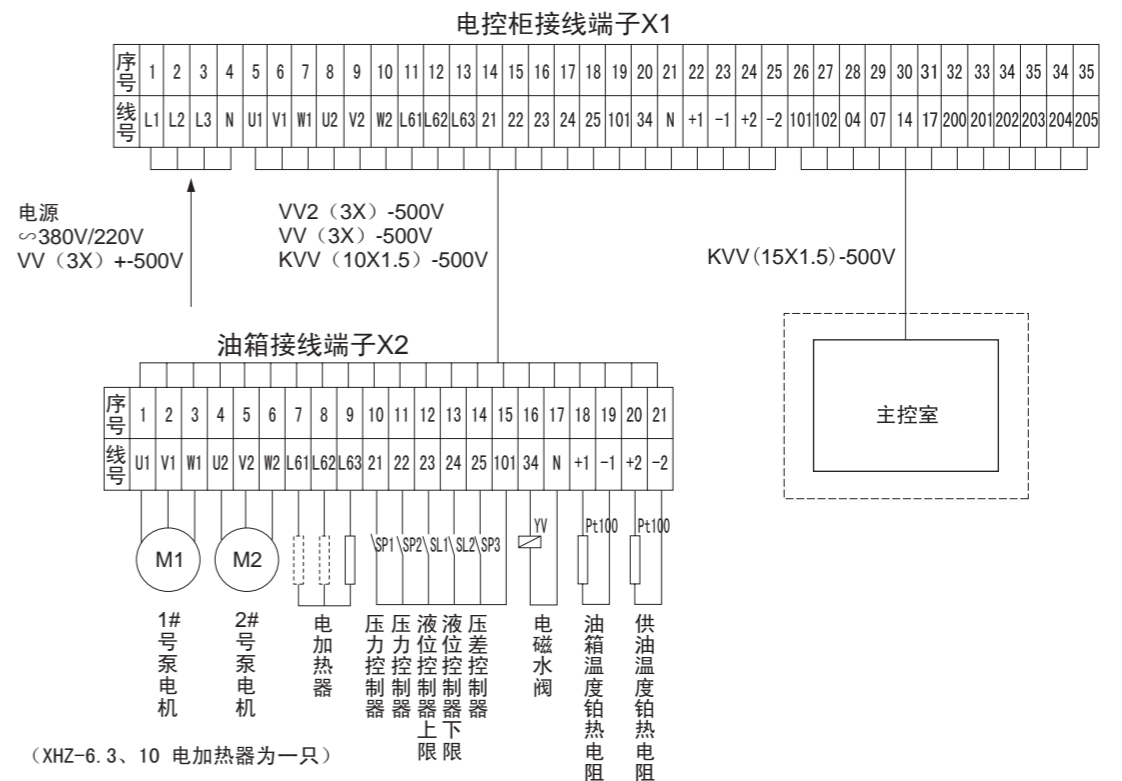 电控柜接线端子X1
序号 1 2 3 4 5 6 7 8 9 10 11 12 13 14 15 16 17 18 19 20 21 22 23 24 25 26 27 28 29 30 31 32 33 34 35 34 35
线号 L1 L2 L3 N U1 V1 W1 U2 V2 W2 L61 L62 L63 21 22 23 24 25 101 34 N +1 -1 +2 -2 101 102 04 07 14 17 200 201 202 203 204 205
电源
∽380V/220V
VV（3X）+-500V
VV2（3X）-500V
VV（3X）-500V
KVV（10X1.5）-500V
KVV(15X1.5)-500V
油箱接线端子X2
序号 1 2 3 4 5 6 7 8 9 10 11 12 13 14 15 16 17 18 19 20 21
线号 U1 V1 W1 U2 V2 W2 L61 L62 L63 21 22 23 24 25 101 34 N +1 -1 +2 -2
主控室
M1
M2
SP1 SP2 SL1 SL2 SP3
YV
Pt100
Pt100
1#号泵电机
2#号泵电机
电加热器
压力控制器
压力控制器
液位控制器上限
液位控制器下限
压差控制器
电磁水阀
油箱温度铂热电阻
供油温度铂热电阻
（XHZ-6.3、10 电加热器为一只）